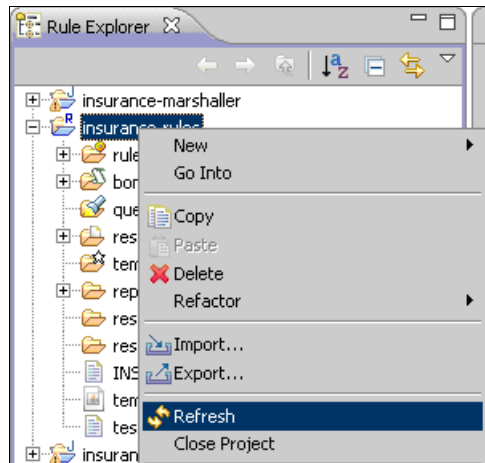 Rule Explorer
insurance-marshaller
insurance-rules
rule
New
Go Into
bom
que
Copy
res
Paste
tem
Delete
rep
Refactor
res
res
Import...
INS
Export...
tem
Refresh
tes
Close Project
insuran